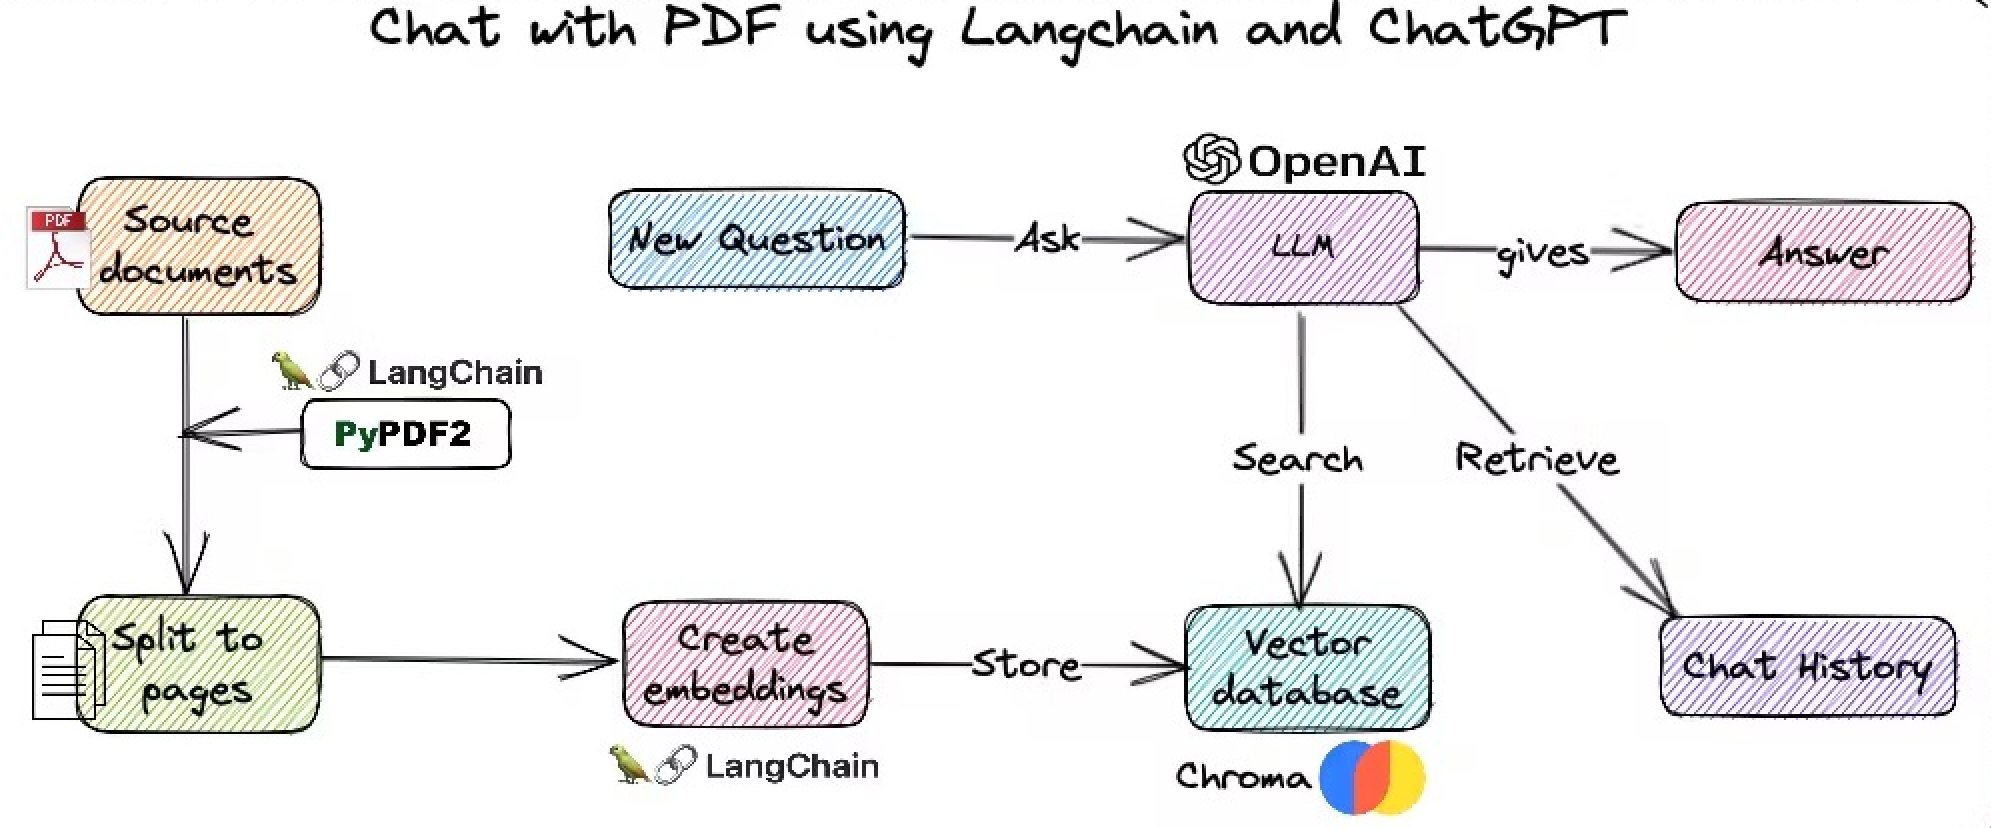 Chat with PDF using Langchain and ChatGPT
OpenAI
PDF
Source
documents
New Question
Ask
LLM
gives
Answer
LangChain
PyPDF2
Search
Retrieve
Split to
pages
Create
embeddings
Store
Vector
database
Chat History
LangChain
Chroma